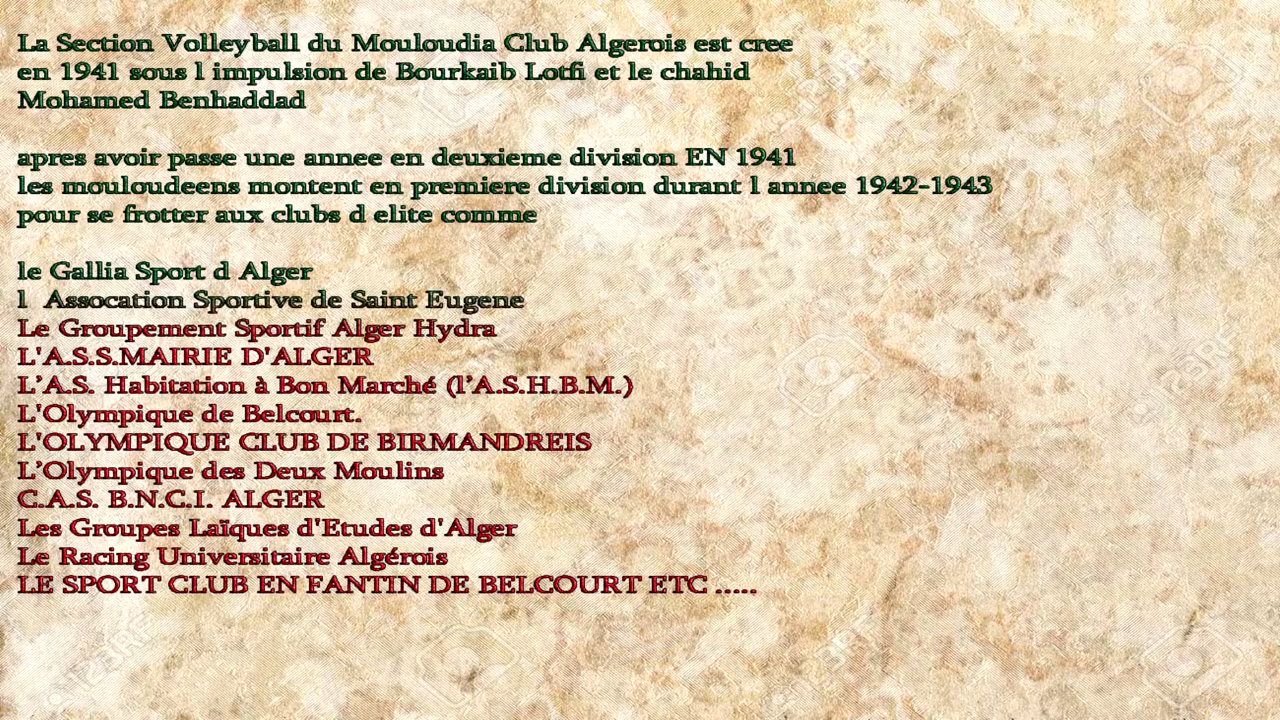 La Section Volleyball du Mouloudia Club Algerois est cree
en 1941 sous l impulsion de Bourkaib Lotfi et le chahid
Mohamed Benhaddad
apres avoir passe une annee en deuxieme division EN 1941
les mouloudeens montent en premiere division durant l annee 1942-1943
pour se frotter aux clubs d elite comme
le Gallia Sport d Alger
l  Assocation Sportive de Saint Eugene
Le Groupement Sportif Alger Hydra
L'A.S.S.MAIRIE D'ALGER
L’A.S. Habitation à Bon Marché (l’A.S.H.B.M.)
L'Olympique de Belcourt.
L'OLYMPIQUE CLUB DE BIRMANDREIS
L’Olympique des Deux Moulins
C.A.S. B.N.C.I. ALGER
Les Groupes Laïques d'Etudes d'Alger
Le Racing Universitaire Algérois
LE SPORT CLUB EN FANTIN DE BELCOURT ETC .....